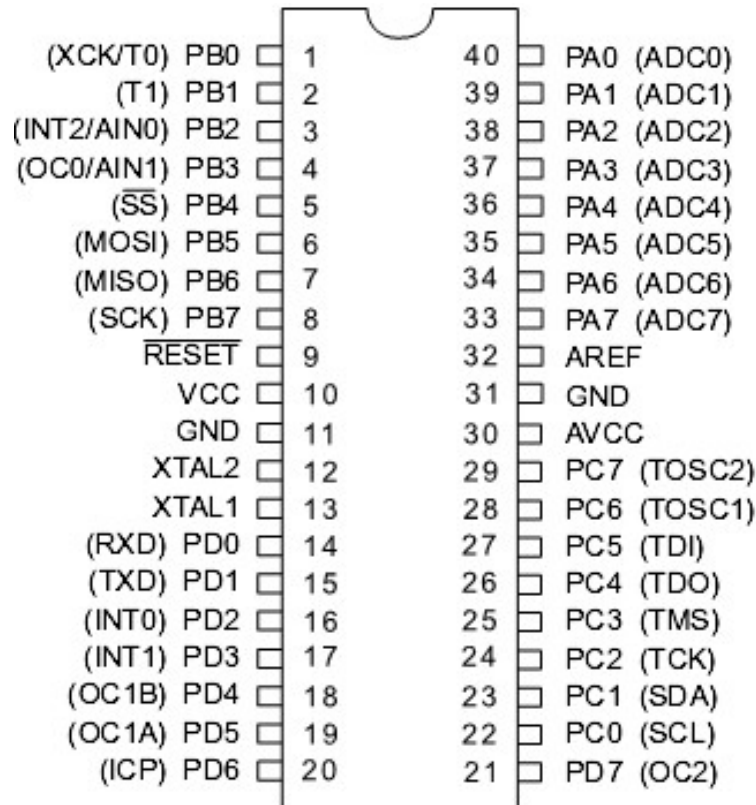 (XCK/T0) PB0 1 40 PA0 (ADC0)
(T1) PB1 2 39 PA1 (ADC1)
(INT2/AIN0) PB2 3 38 PA2 (ADC2)
(OC0/AIN1) PB3 4 37 PA3 (ADC3)
(S̅S̅) PB4 5 36 PA4 (ADC4)
(MOSI) PB5 6 35 PA5 (ADC5)
(MISO) PB6 7 34 PA6 (ADC6)
(SCK) PB7 8 33 PA7 (ADC7)
R̅E̅S̅E̅T̅ 9 32 AREF
VCC 10 31 GND
GND 11 30 AVCC
XTAL2 12 29 PC7 (TOSC2)
XTAL1 13 28 PC6 (TOSC1)
(RXD) PD0 14 27 PC5 (TDI)
(TXD) PD1 15 26 PC4 (TDO)
(INT0) PD2 16 25 PC3 (TMS)
(INT1) PD3 17 24 PC2 (TCK)
(OC1B) PD4 18 23 PC1 (SDA)
(OC1A) PD5 19 22 PC0 (SCL)
(ICP) PD6 20 21 PD7 (OC2)